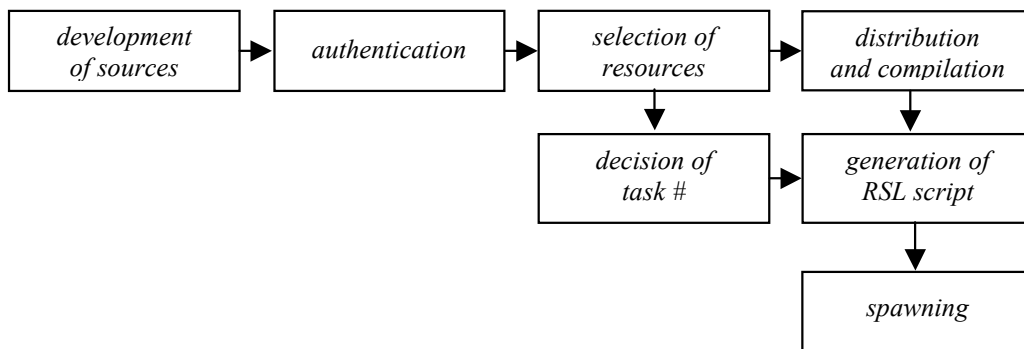 development
of sources
authentication
selection of
resources
distribution
and compilation
decision of
task #
generation of
RSL script
spawning